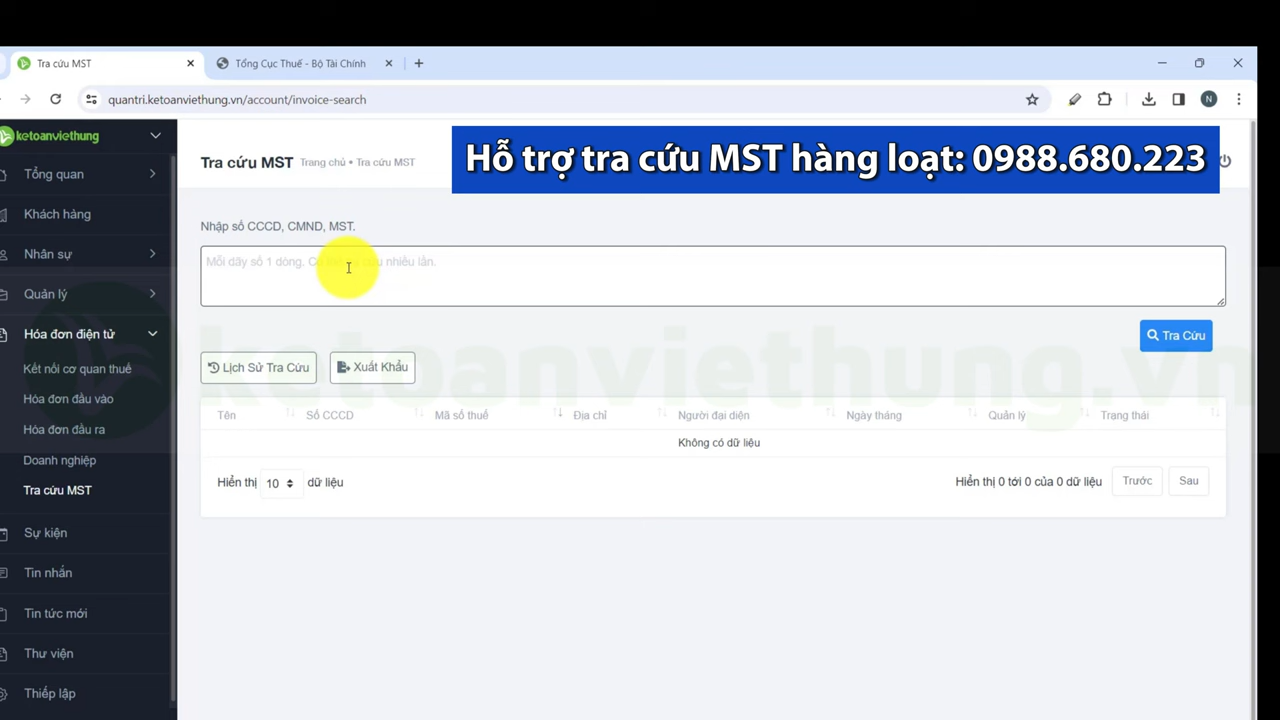 Tra cứu MST
Tổng Cục Thuế - Bộ Tài Chính
quantri.ketoanviethung.vn/account/invoice-search
ketoanviethung
Tra cứu MST
Trang chủ • Tra cứu MST
Hỗ trợ tra cứu MST hàng loạt: 0988.680.223
Tổng quan
Khách hàng
Nhân sự
Quản lý
Hóa đơn điện tử
Kết nối cơ quan thuế
Hóa đơn đầu vào
Hóa đơn đầu ra
Doanh nghiệp
Tra cứu MST
Sự kiện
Tin nhắn
Tin tức mới
Thư viện
Thiếp lập
Nhập số CCCD, CMND, MST.
Mỗi dãy số 1 dòng. nhiều lần.
Tra Cứu
Lịch Sử Tra Cứu
Xuất Khẩu
ketoanviethung.vn
Tên Số CCCD Mã số thuế Địa chỉ Người đại diện Ngày tháng Quản lý Trạng thái
Không có dữ liệu
Hiển thị 10 dữ liệu
Hiển thị 0 tới 0 của 0 dữ liệu
Trước
Sau
N